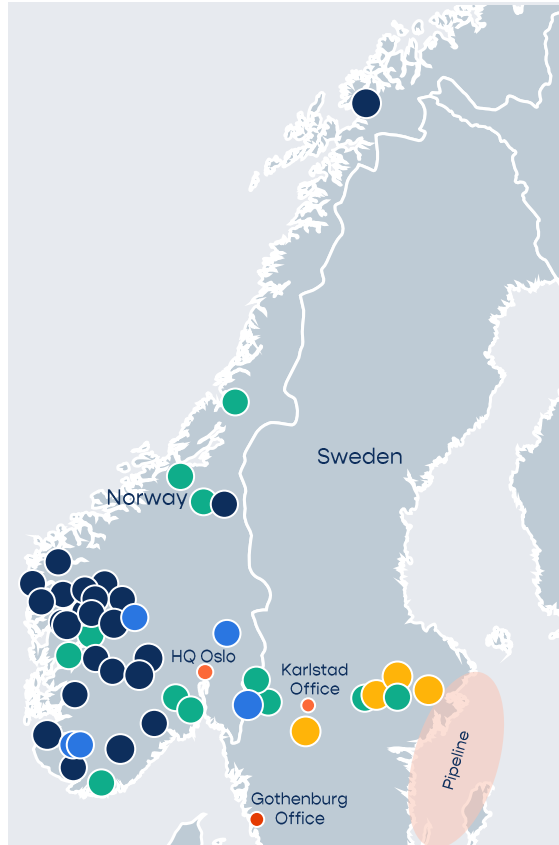 Sweden
Norway
HQ Oslo
Karlstad
Office
Pipeline
Gothenburg
Office